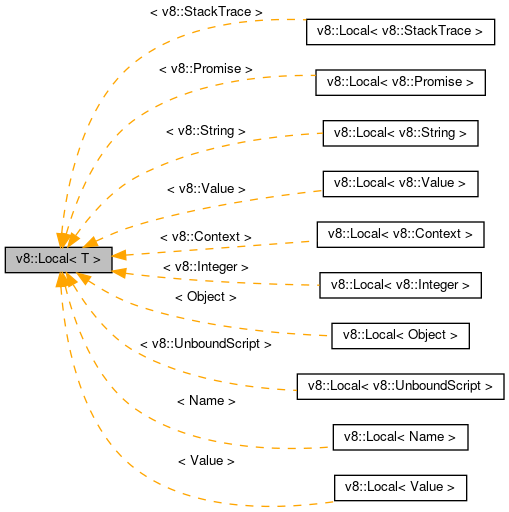 < v8::StackTrace >
v8::Local< v8::StackTrace >
< v8::Promise >
v8::Local< v8::Promise >
< v8::String >
v8::Local< v8::String >
< v8::Value >
v8::Local< v8::Value >
< v8::Context >
v8::Local< v8::Context >
v8::Local< T >
< v8::Integer >
v8::Local< v8::Integer >
< Object >
v8::Local< Object >
< v8::UnboundScript >
v8::Local< v8::UnboundScript >
< Name >
v8::Local< Name >
< Value >
v8::Local< Value >